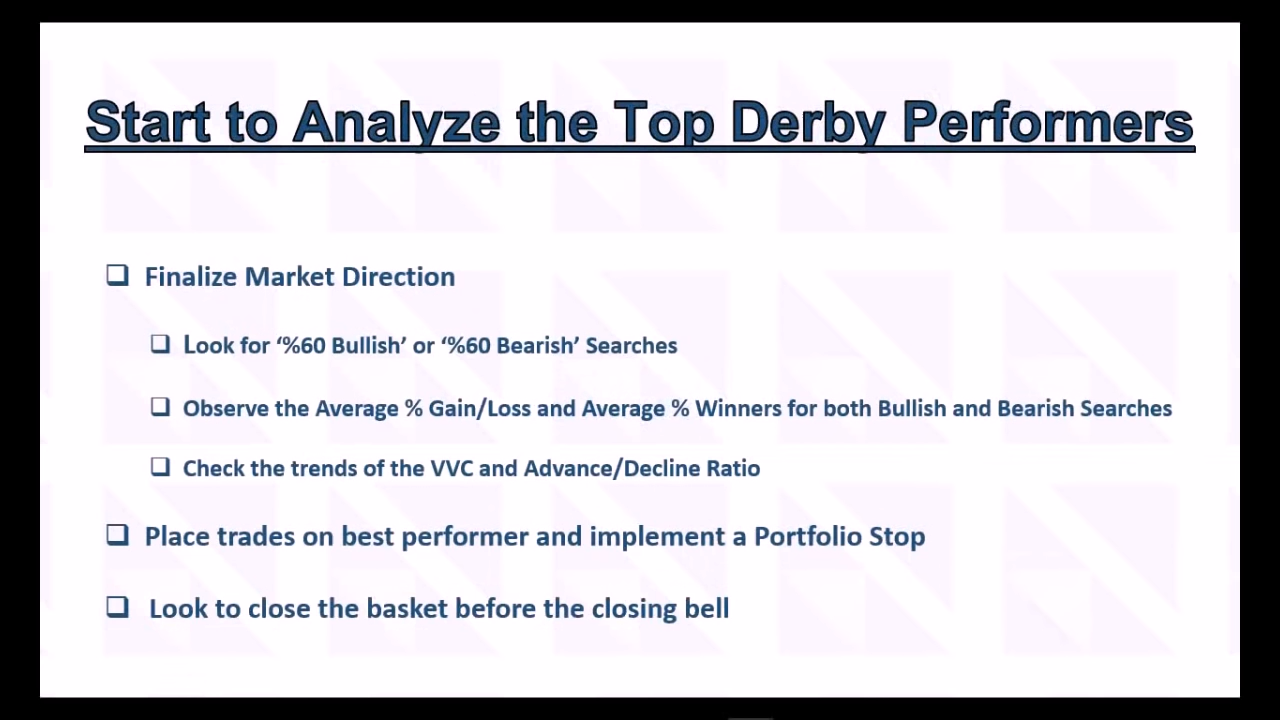 Start to Analyze the Top Derby Performers
❑ Finalize Market Direction
❑ Look for ‘%60 Bullish’ or ‘%60 Bearish’ Searches
❑ Observe the Average % Gain/Loss and Average % Winners for both Bullish and Bearish Searches
❑ Check the trends of the VVC and Advance/Decline Ratio
❑ Place trades on best performer and implement a Portfolio Stop
❑ Look to close the basket before the closing bell